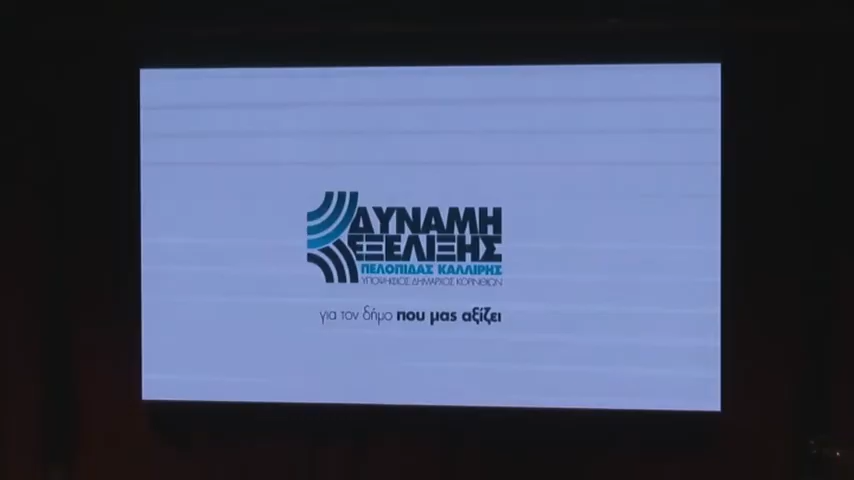 ΔΥΝΑΜΗ
ΕΞΕΛΙΞΗΣ
ΠΕΛΟΠΙΔΑΣ ΚΑΛΛΙΡΗΣ
ΥΠΟΨΗΦΙΟΣ ΔΗΜΑΡΧΟΣ ΚΟΡΙΝΘΙΩΝ
για τον δήμο που μας αξίζει